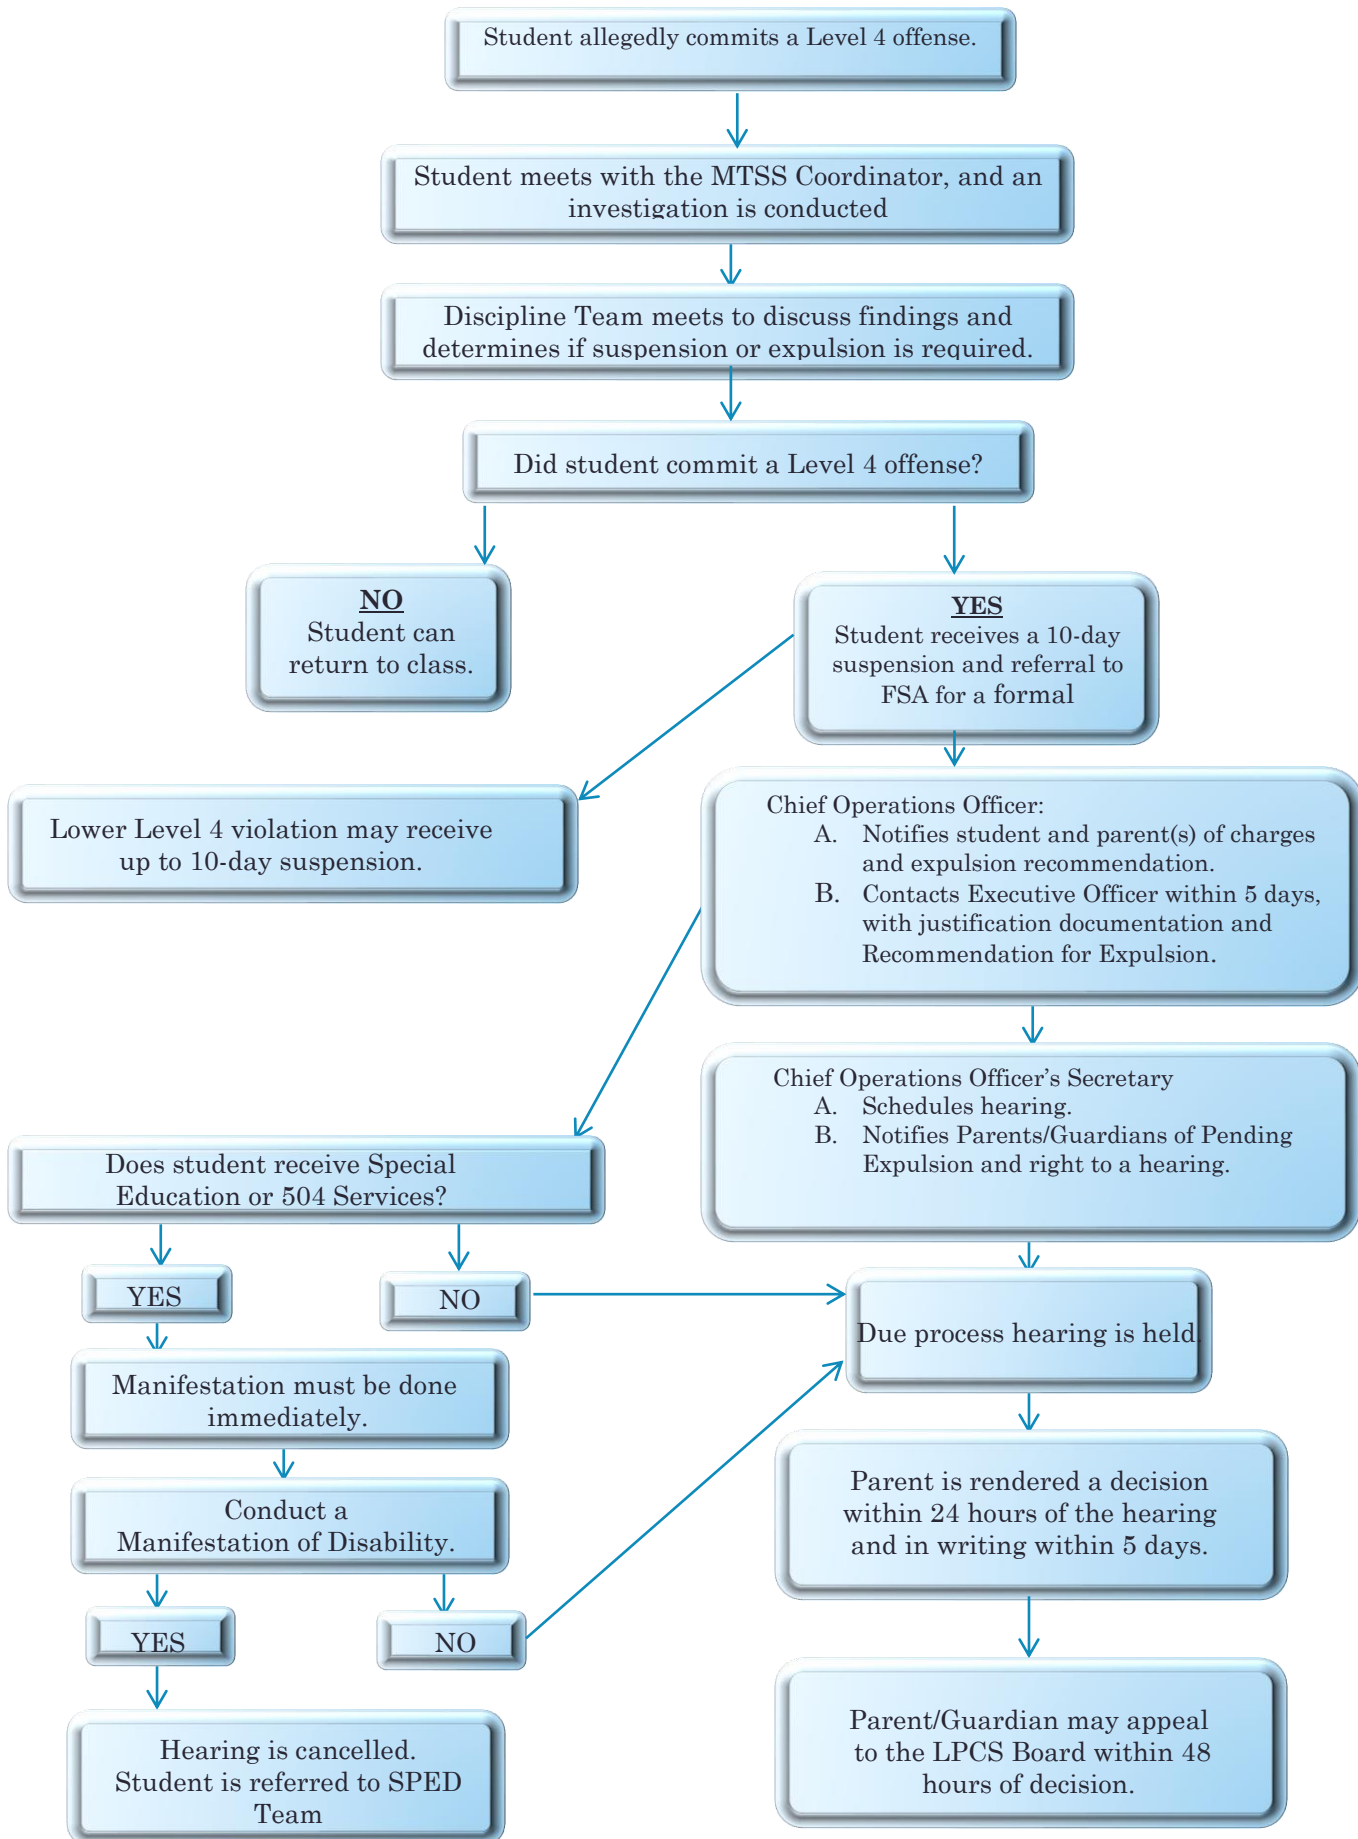 Student allegedly commits a Level 4 offense.
Student meets with the MTSS Coordinator, and an
investigation is conducted
Discipline Team meets to discuss findings and
determines if suspension or expulsion is required.
Did student commit a Level 4 offense?
NO
Student can
return to class.
YES
Student receives a 10-day
suspension and referral to
FSA for a formal
Lower Level 4 violation may receive
up to 10-day suspension.
Chief Operations Officer:
A. Notifies student and parent(s) of charges
and expulsion recommendation.
B. Contacts Executive Officer within 5 days,
with justification documentation and
Recommendation for Expulsion.
Chief Operations Officer’s Secretary
A. Schedules hearing.
B. Notifies Parents/Guardians of Pending
Expulsion and right to a hearing.
Does student receive Special
Education or 504 Services?
YES
NO
Due process hearing is held.
Manifestation must be done
immediately.
Conduct a
Manifestation of Disability.
Parent is rendered a decision
within 24 hours of the hearing
and in writing within 5 days.
YES
NO
Hearing is cancelled.
Student is referred to SPED
Team
Parent/Guardian may appeal
to the LPCS Board within 48
hours of decision.